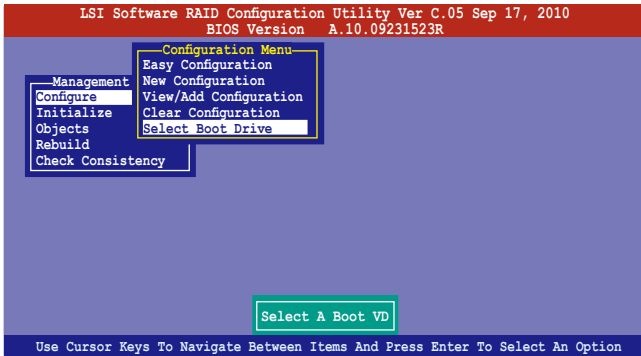 LSI Software RAID Configuration Utility Ver C.05 Sep 17, 2010
BIOS Version A.10.09231523R
Configuration Menu
Easy Configuration
New Configuration
View/Add Configuration
Clear Configuration
Select Boot Drive
Management
Configure
Initialize
Objects
Rebuild
Check Consistency
Select A Boot VD
Use Cursor Keys To Navigate Between Items And Press Enter To Select An Option